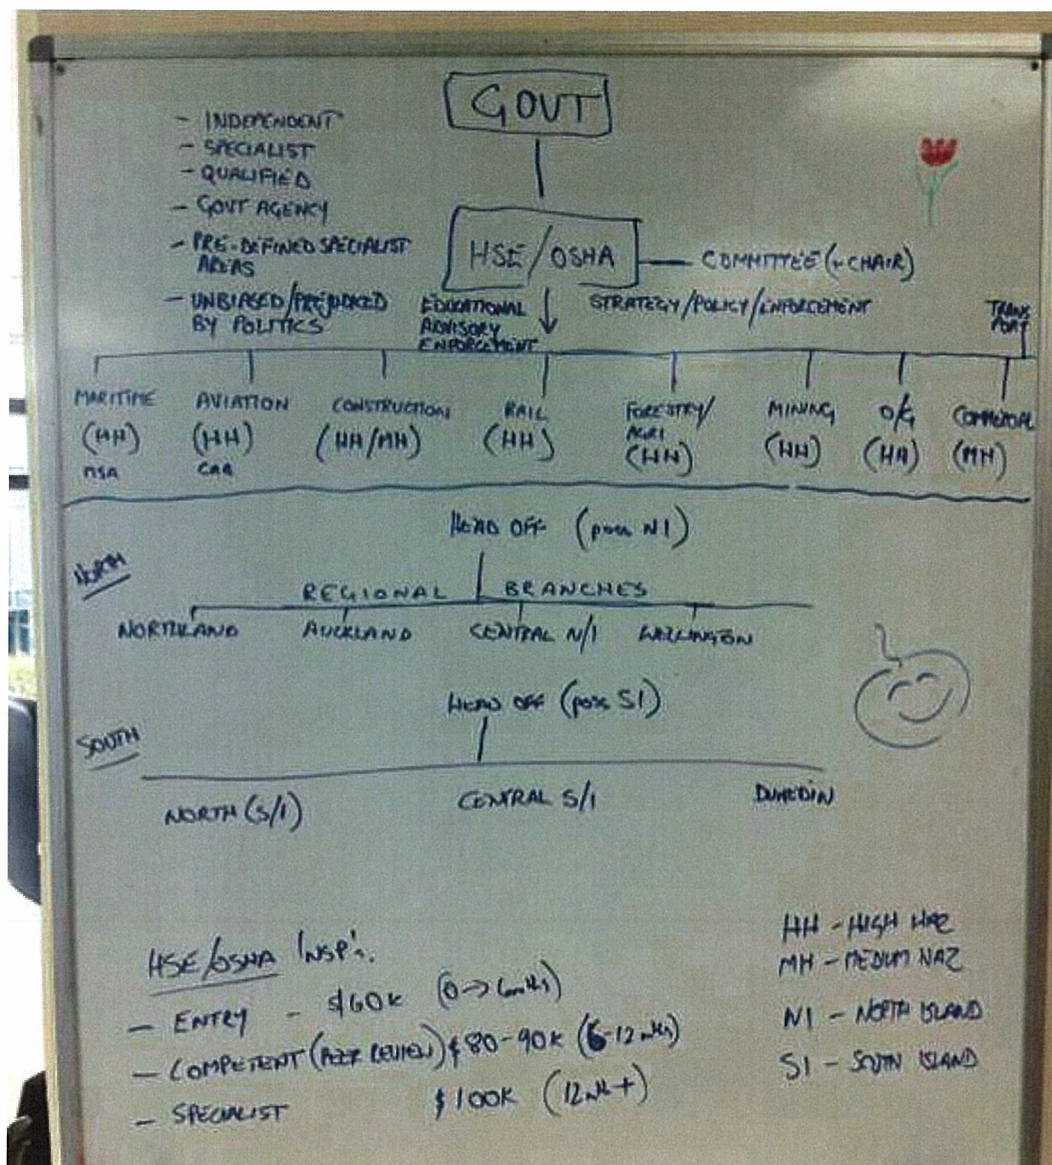 GOVT
- INDEPENDENT
- SPECIALIST
- QUALIFIED
- GOVT AGENCY
- PRE-DEFINED SPECIALIST
AREAS
- UNBIASED/PREJUDICED
BY POLITICS
HSE/OSHA
COMMITTEE (+ CHAIR)
STRATEGY/POLICY/ENFORCEMENT
EDUCATIONAL
ADVISORY
ENFORCEMENT
TRANS
PORT
MARITIME
(HH)
MSA
AVIATION
(HH)
CAA
CONSTRUCTION
(HH/MH)
RAIL
(HH)
FORESTRY/
AGRI
(HH)
MINING
(HH)
O/G
(HH)
COMMERCIAL
(MH)
NORTH
HEAD OFF (poss NI)
REGIONAL BRANCHES
NORTHLAND AUCKLAND CENTRAL N/I WELLINGTON
SOUTH
HEAD OFF (poss SI)
NORTH (S/I) CENTRAL S/I DUNEDIN
HSE/OSHA INSP's:
- ENTRY - $60K (0→6mths)
- COMPETENT (PEER REVIEW) $80-90K (6-12 mths)
- SPECIALIST $100K (12 mth +)
HH - HIGH HAZ
MH - MEDIUM HAZ
NI - NORTH ISLAND
SI - SOUTH ISLAND